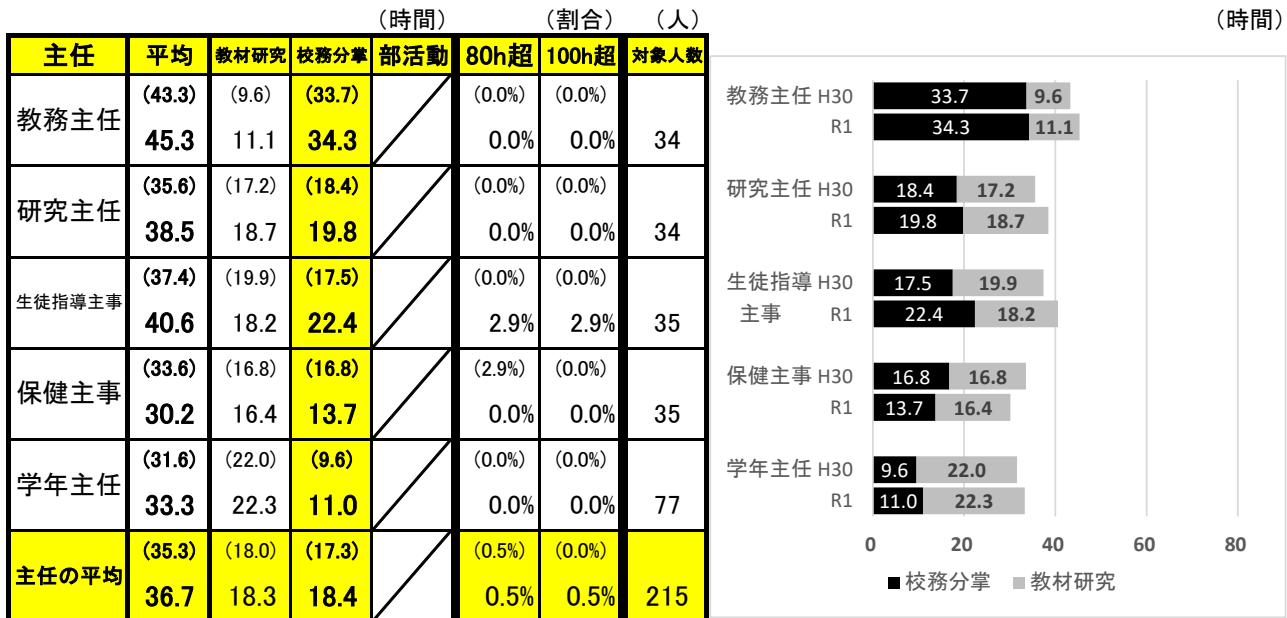 （時間） （割合） （人）
主任 平均 教材研究 校務分掌 部活動 80h超 100h超 対象人数
教務主任 (43.3) (9.6) (33.7) (0.0%) (0.0%)
45.3 11.1 34.3 0.0% 0.0% 34
研究主任 (35.6) (17.2) (18.4) (0.0%) (0.0%)
38.5 18.7 19.8 0.0% 0.0% 34
生徒指導主事 (37.4) (19.9) (17.5) (0.0%) (0.0%)
40.6 18.2 22.4 2.9% 2.9% 35
保健主事 (33.6) (16.8) (16.8) (2.9%) (0.0%)
30.2 16.4 13.7 0.0% 0.0% 35
学年主任 (31.6) (22.0) (9.6) (0.0%) (0.0%)
33.3 22.3 11.0 0.0% 0.0% 77
主任の平均 (35.3) (18.0) (17.3) (0.5%) (0.0%)
36.7 18.3 18.4 0.5% 0.5% 215
（時間）
教務主任 H30 33.7 9.6
R1 34.3 11.1
研究主任 H30 18.4 17.2
R1 19.8 18.7
生徒指導 H30 17.5 19.9
主事 R1 22.4 18.2
保健主事 H30 16.8 16.8
R1 13.7 16.4
学年主任 H30 9.6 22.0
R1 11.0 22.3
0 20 40 60 80
校務分掌 教材研究